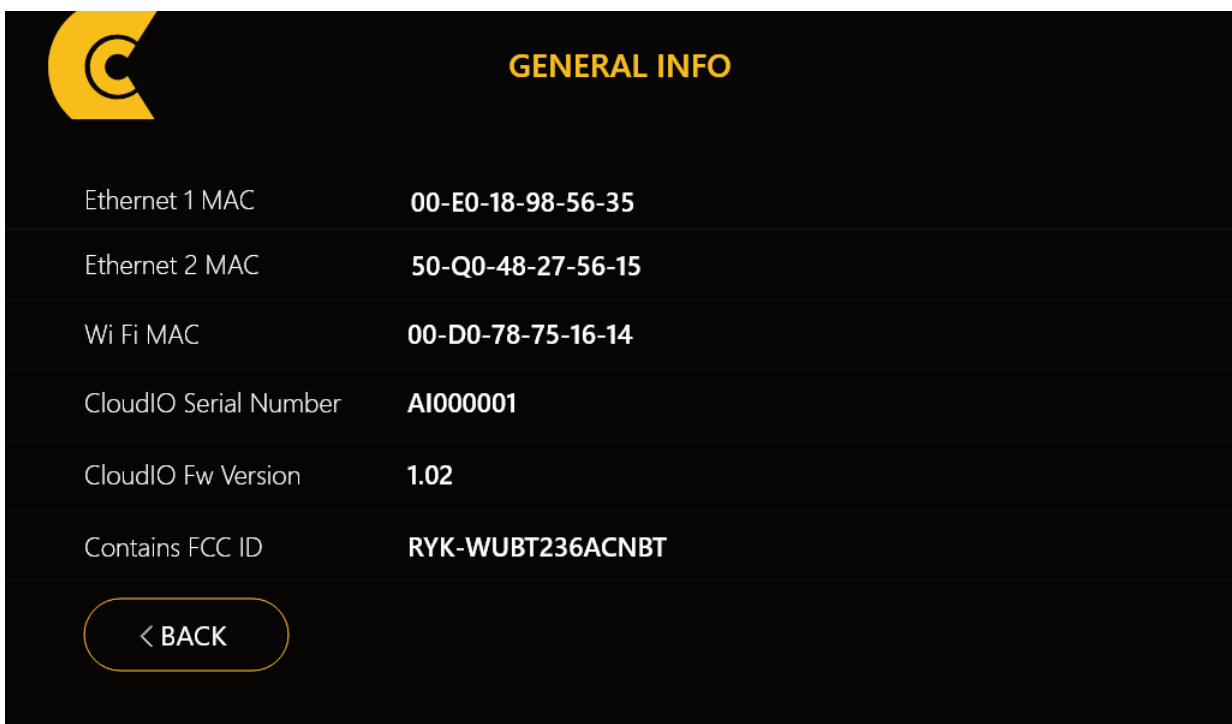 C
GENERAL INFO
Ethernet 1 MAC 00-E0-18-98-56-35
Ethernet 2 MAC 50-Q0-48-27-56-15
Wi Fi MAC 00-D0-78-75-16-14
CloudIO Serial Number AI000001
CloudIO Fw Version 1.02
Contains FCC ID RYK-WUBT236ACNBT
< BACK